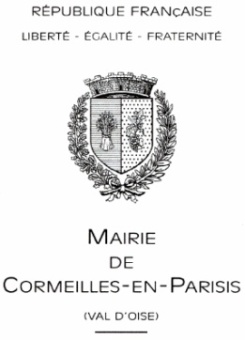 RÉPUBLIQUE FRANÇAISE
LIBERTÉ - ÉGALITÉ - FRATERNITÉ
MAIRIE
DE
CORMEILLES-EN-PARISIS
(VAL D'OISE)